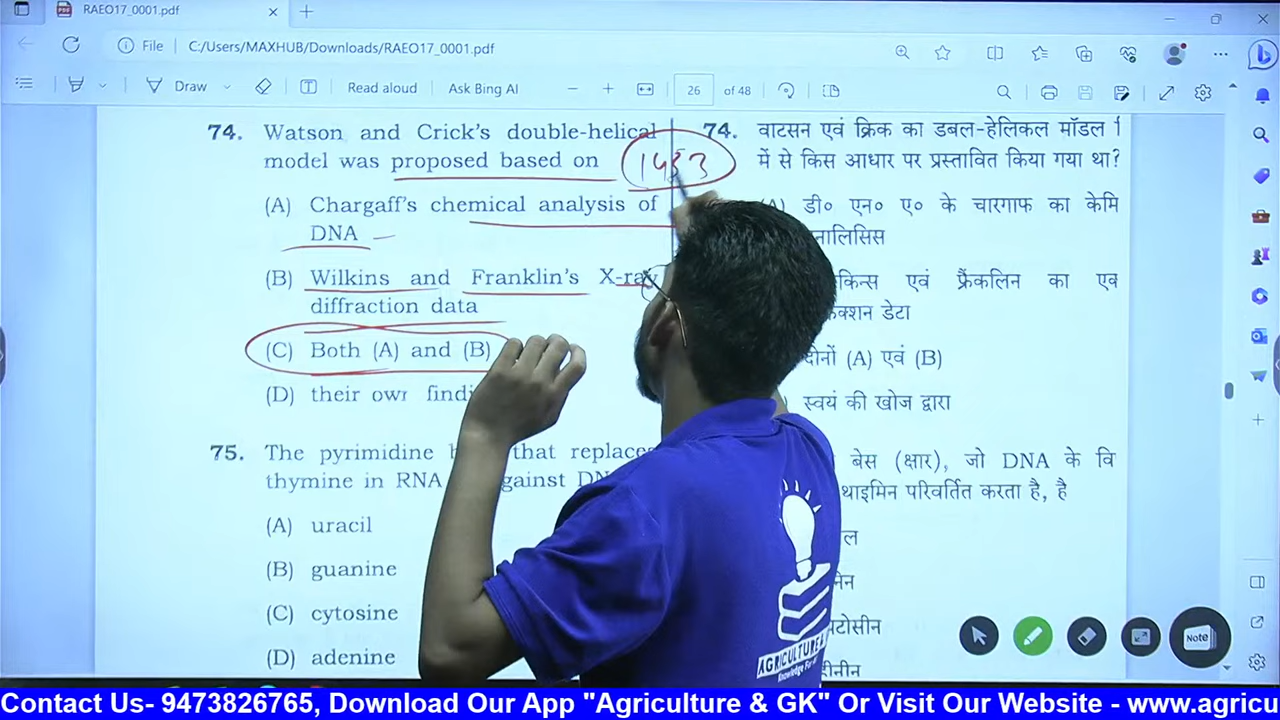 RAEO17_0001.pdf
File C:/Users/MAXHUB/Downloads/RAEO17_0001.pdf
Draw Read aloud Ask Bing AI 26 of 48
74. Watson and Crick's double-helical
model was proposed based on 1953
(A) Chargaff's chemical analysis of
DNA
(B) Wilkins and Franklin's X-ray
diffraction data
(C) Both (A) and (B)
(D) their own
75. The pyrimidine that replaces
thymine in RNA
(A) uracil
(B) guanine
(C) cytosine
(D) adenine
74. वाटसन एवं क्रिक का डबल-हेलिकल मॉडल
में से किस आधार पर प्रस्तावित किया गया था?
डी० एन० ए० के चारगाफ का केमि
एवं फ्रैंकलिन का एव
डेटा
दोनों (A) एवं (B)
स्वयं की खोज द्वारा
बेस (क्षार), जो DNA के वि
थाइमिन परिवर्तित करता है, है
Note
AGRICULTURE &
Knowledge For
Contact Us- 9473826765, Download Our App "Agriculture & GK" Or Visit Our Website - www.agricu